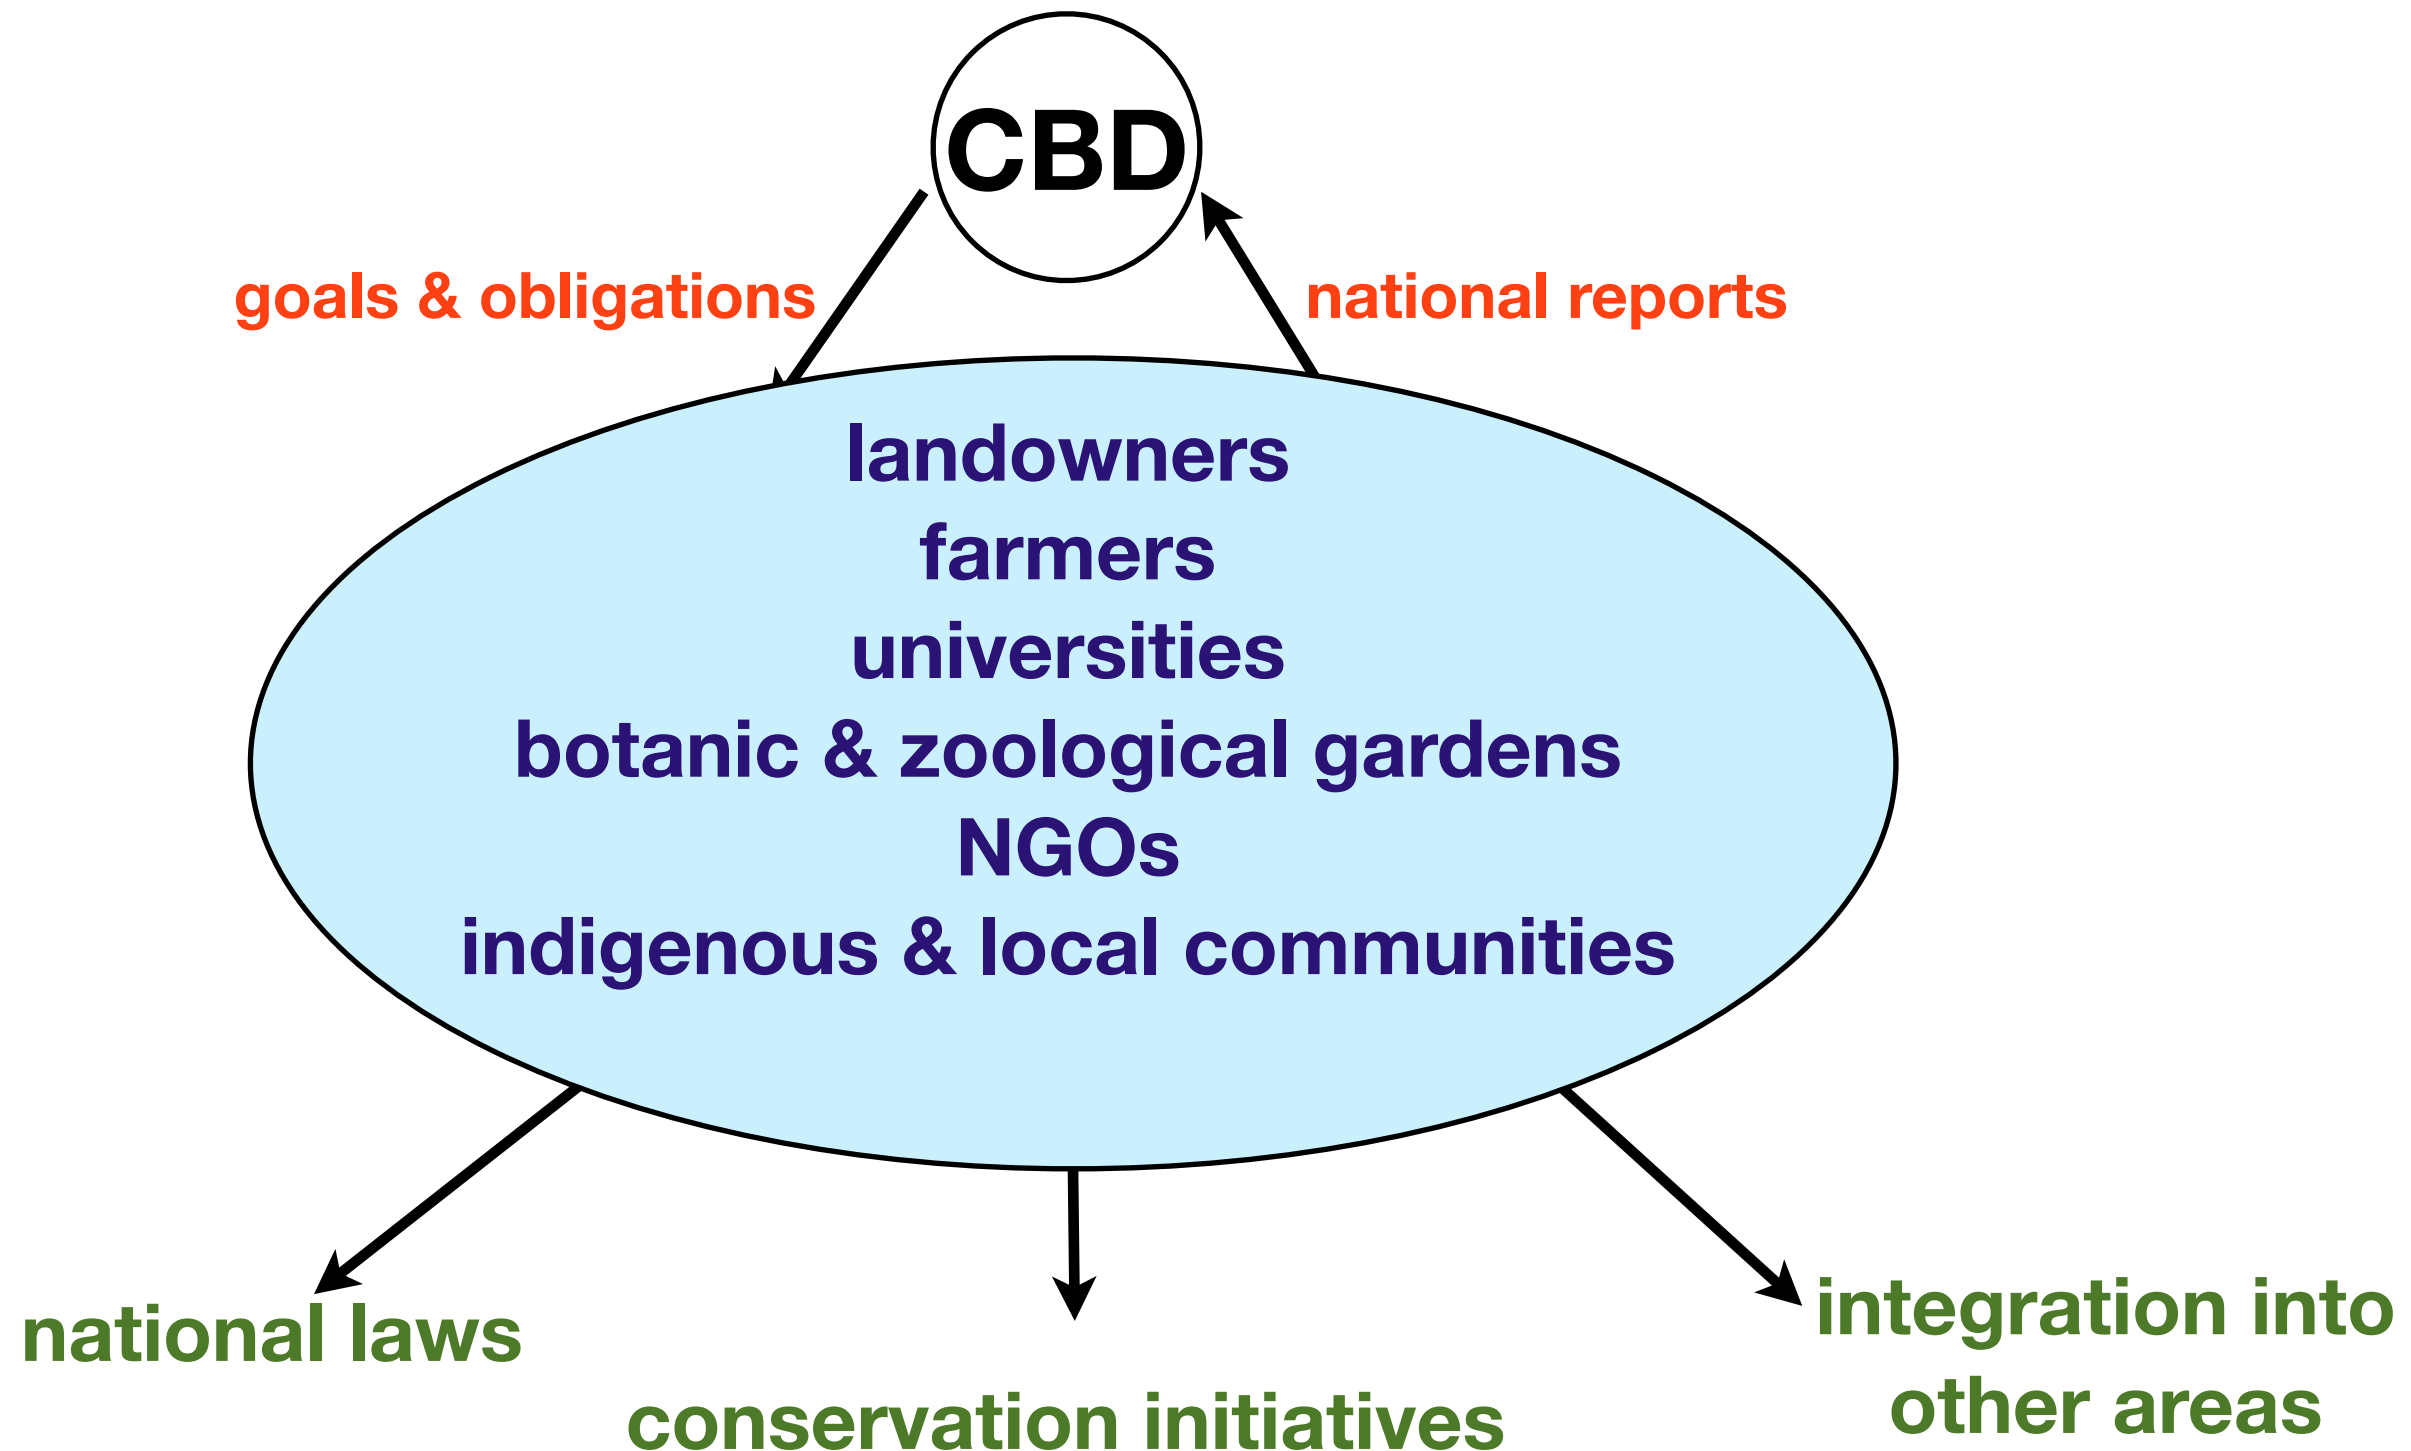 CBD
goals & obligations
national reports
landowners
farmers
universities
botanic & zoological gardens
NGOs
indigenous & local communities
national laws
conservation initiatives
integration into
other areas